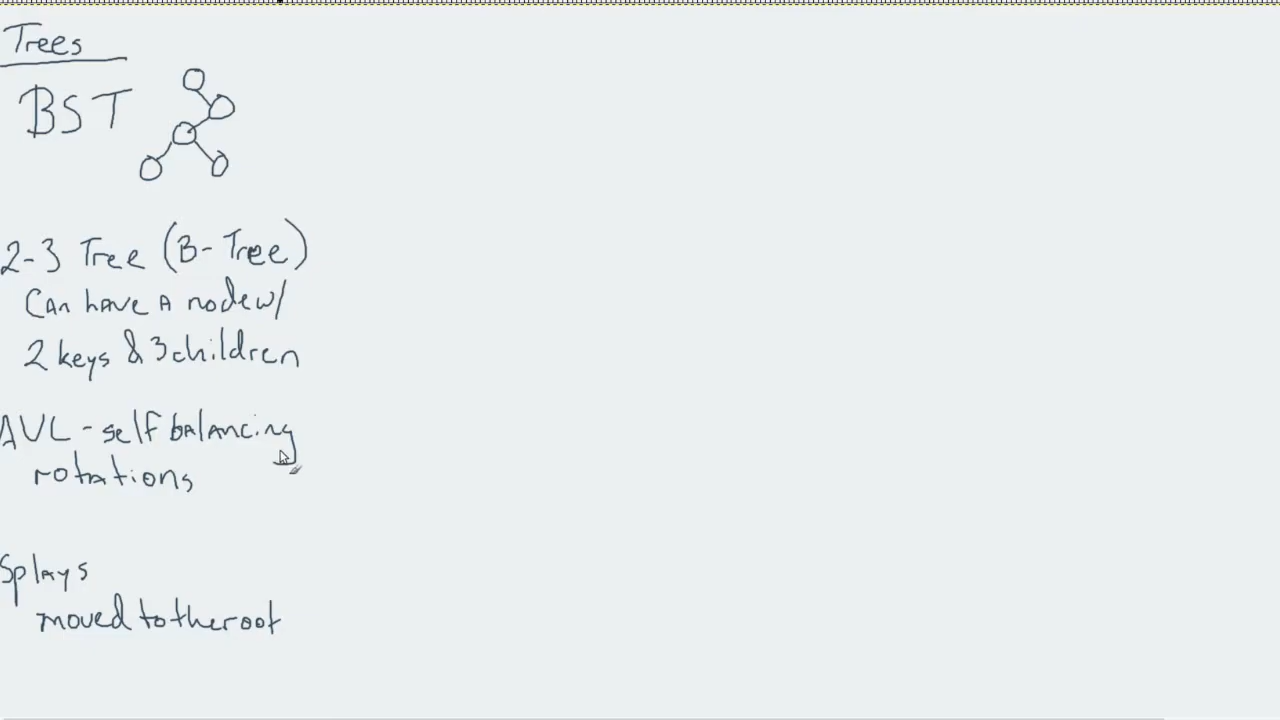 Trees
BST
2-3 Tree (B-Tree)
Can have a node w/
2 keys & 3 children
AVL - self balancing
rotations
Splays
moved to the root